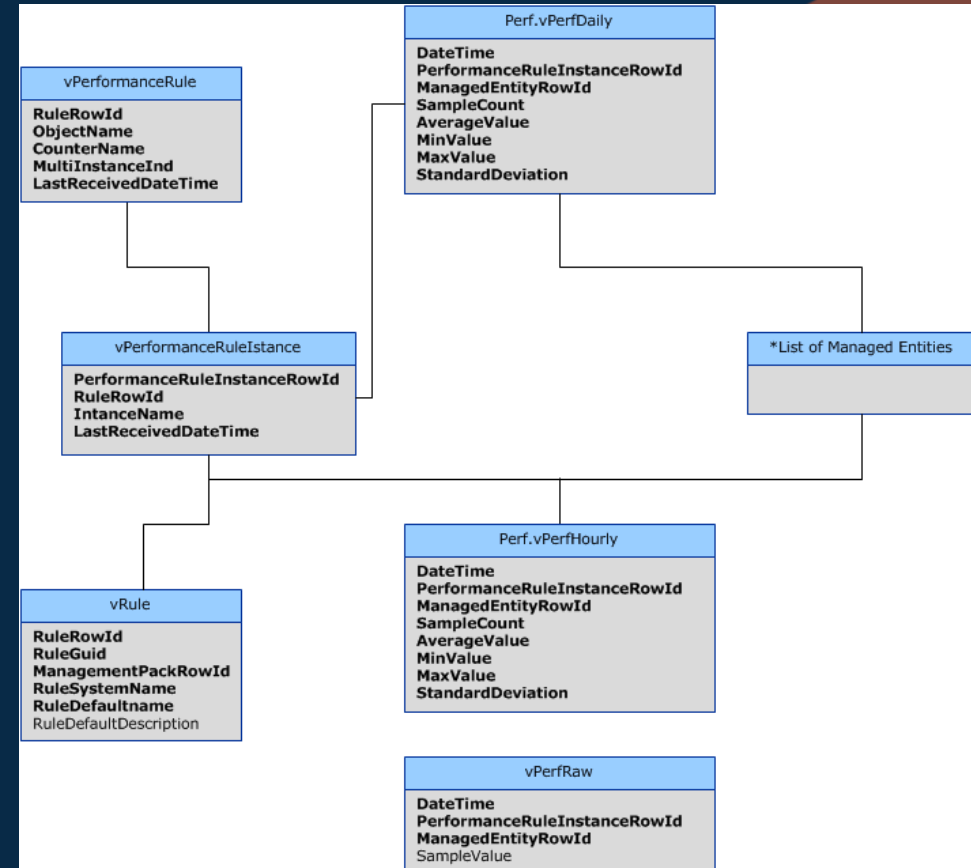 Perf.vPerfDaily
DateTime
PerformanceRuleInstanceRowId
ManagedEntityRowId
SampleCount
AverageValue
MinValue
MaxValue
StandardDeviation
vPerformanceRule
RuleRowId
ObjectName
CounterName
MultiInstanceInd
LastReceivedDateTime
vPerformanceRuleIstance
PerformanceRuleInstanceRowId
RuleRowId
IntanceName
LastReceivedDateTime
*List of Managed Entities
Perf.vPerfHourly
DateTime
PerformanceRuleInstanceRowId
ManagedEntityRowId
SampleCount
AverageValue
MinValue
MaxValue
StandardDeviation
vRule
RuleRowId
RuleGuid
ManagementPackRowId
RuleSystemName
RuleDefaultname
RuleDefaultDescription
vPerfRaw
DateTime
PerformanceRuleInstanceRowId
ManagedEntityRowId
SampleValue